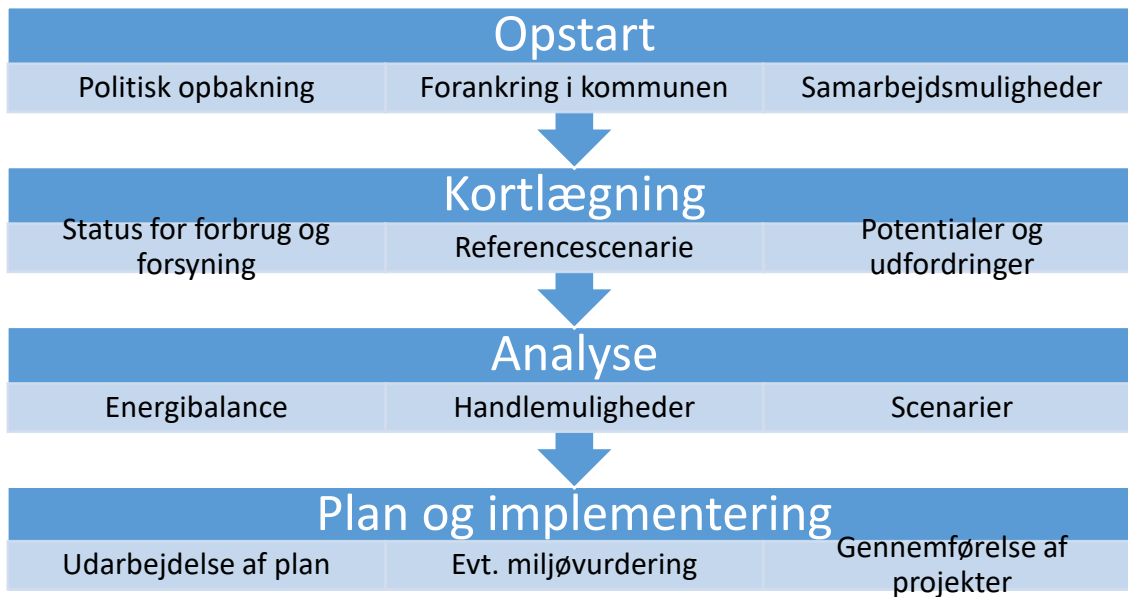 Opstart
Politisk opbakning
Forankring i kommunen
Samarbejdsmuligheder
Kortlægning
Status for forbrug og
forsyning
Referencescenarie
Potentialer og
udfordringer
Analyse
Energibalance
Handlemuligheder
Scenarier
Plan og implementering
Udarbejdelse af plan
Evt. miljøvurdering
Gennemførelse af
projekter